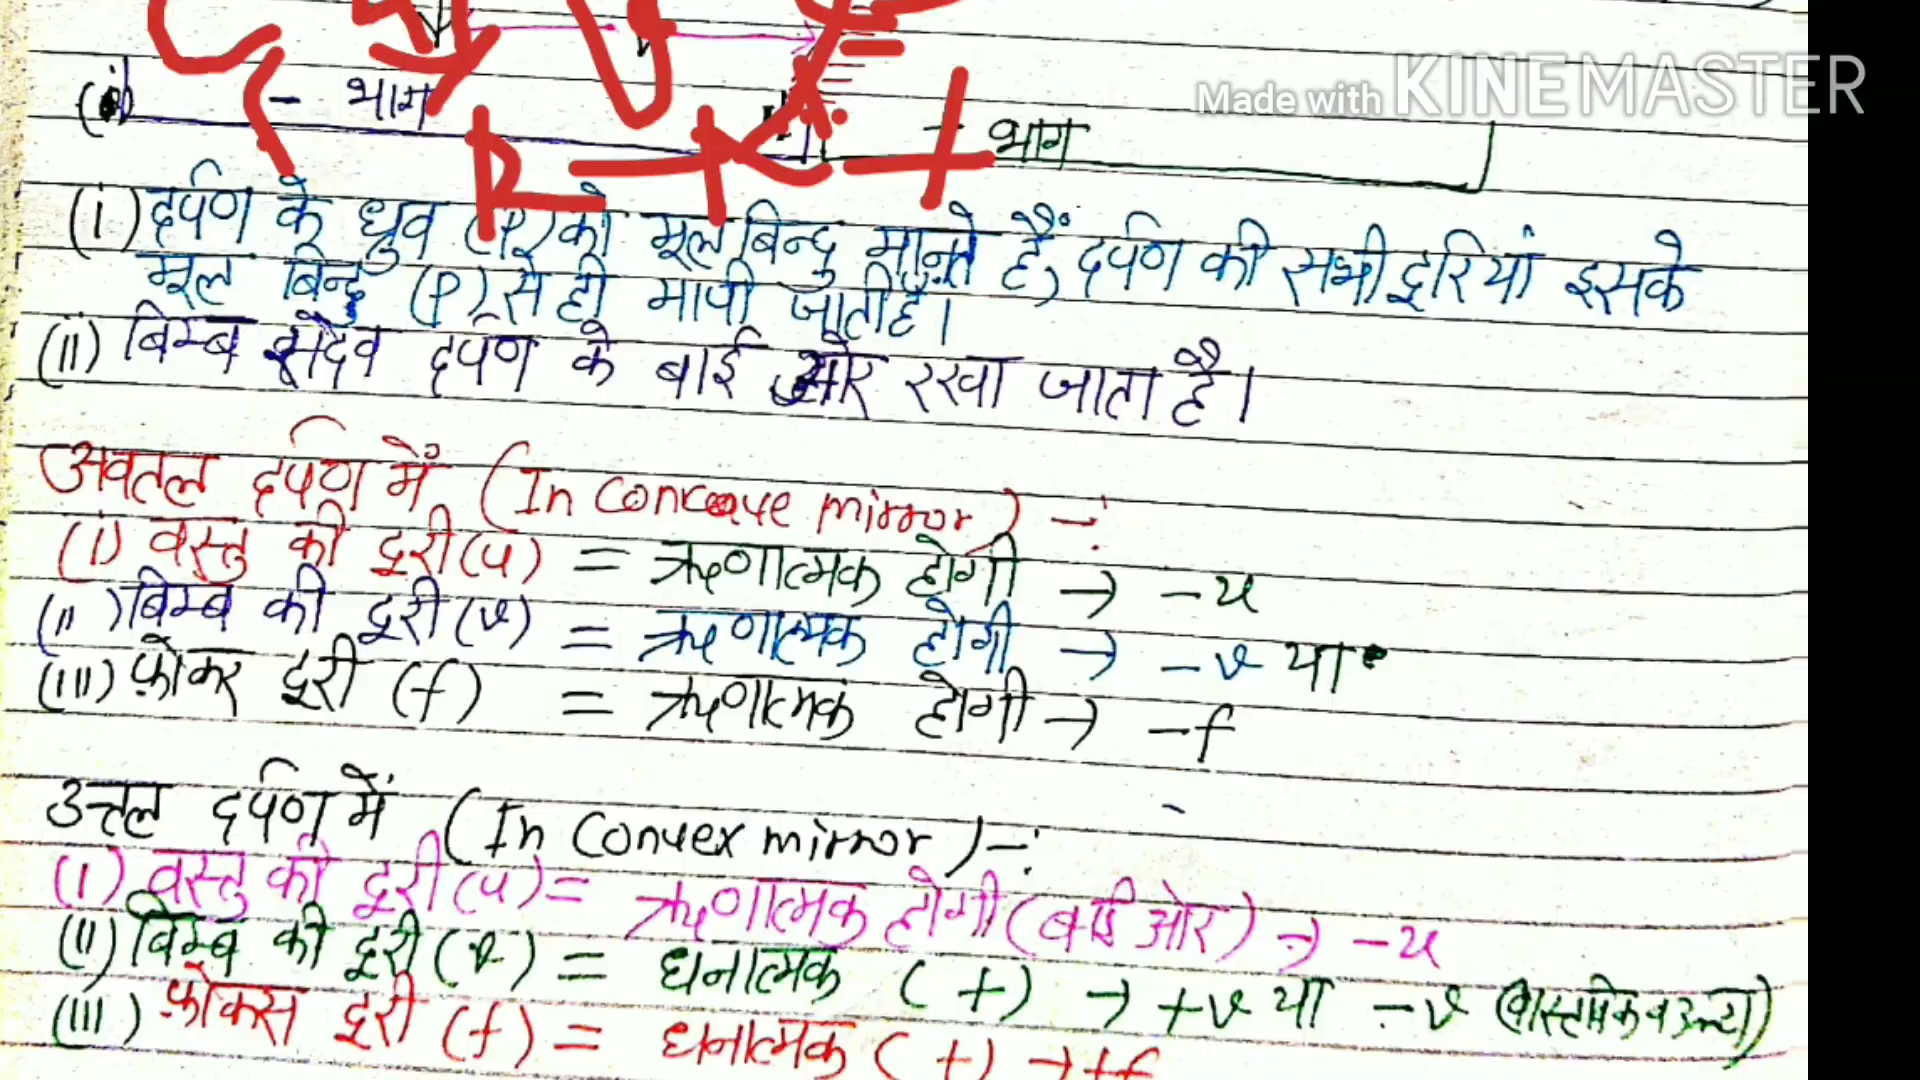 Made with KINEMASTER
- भाग
+ भाग
(i) दर्पण के ध्रुव (P) को मूल बिन्दु मानते हैं, दर्पण की सभी दूरियां इसके
मूल बिन्दु (P) से ही मापी जाती है।
(ii) बिम्ब सदैव दर्पण के बाई ओर रखा जाता है।
अवतल दर्पण में (In concave mirror) -:
(i) वस्तु की दूरी (u) = ऋणात्मक होगी → -u
(ii) बिम्ब की दूरी (v) = ऋणात्मक होगी → -v या
(iii) फ़ोकस दूरी (f) = ऋणात्मक होगी → -f
उत्तल दर्पण में (In Convex mirror) -:
(i) वस्तु की दूरी (u) = ऋणात्मक होगी (बाई ओर) → -u
(ii) बिम्ब की दूरी (v) = धनात्मक (+) → +v या -v
(iii) फ़ोकस दूरी (f) = धनात्मक (+) → +f